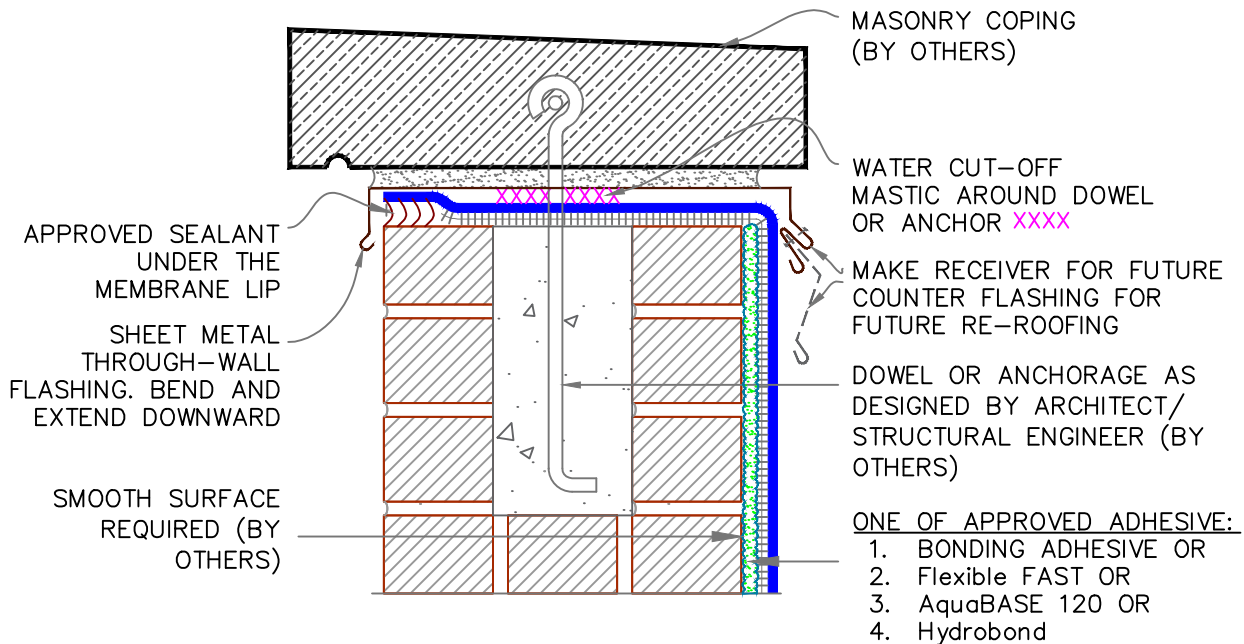 MASONRY COPING
(BY OTHERS)
WATER CUT-OFF
MASTIC AROUND DOWEL
OR ANCHOR XXXX
XXXX XXXX
APPROVED SEALANT
UNDER THE
MEMBRANE LIP
MAKE RECEIVER FOR FUTURE
COUNTER FLASHING FOR
FUTURE RE-ROOFING
SHEET METAL
THROUGH-WALL
FLASHING. BEND AND
EXTEND DOWNWARD
DOWEL OR ANCHORAGE AS
DESIGNED BY ARCHITECT/
STRUCTURAL ENGINEER (BY
OTHERS)
SMOOTH SURFACE
REQUIRED (BY
OTHERS)
ONE OF APPROVED ADHESIVE:
1. BONDING ADHESIVE OR
2. Flexible FAST OR
3. AquaBASE 120 OR
4. Hydrobond